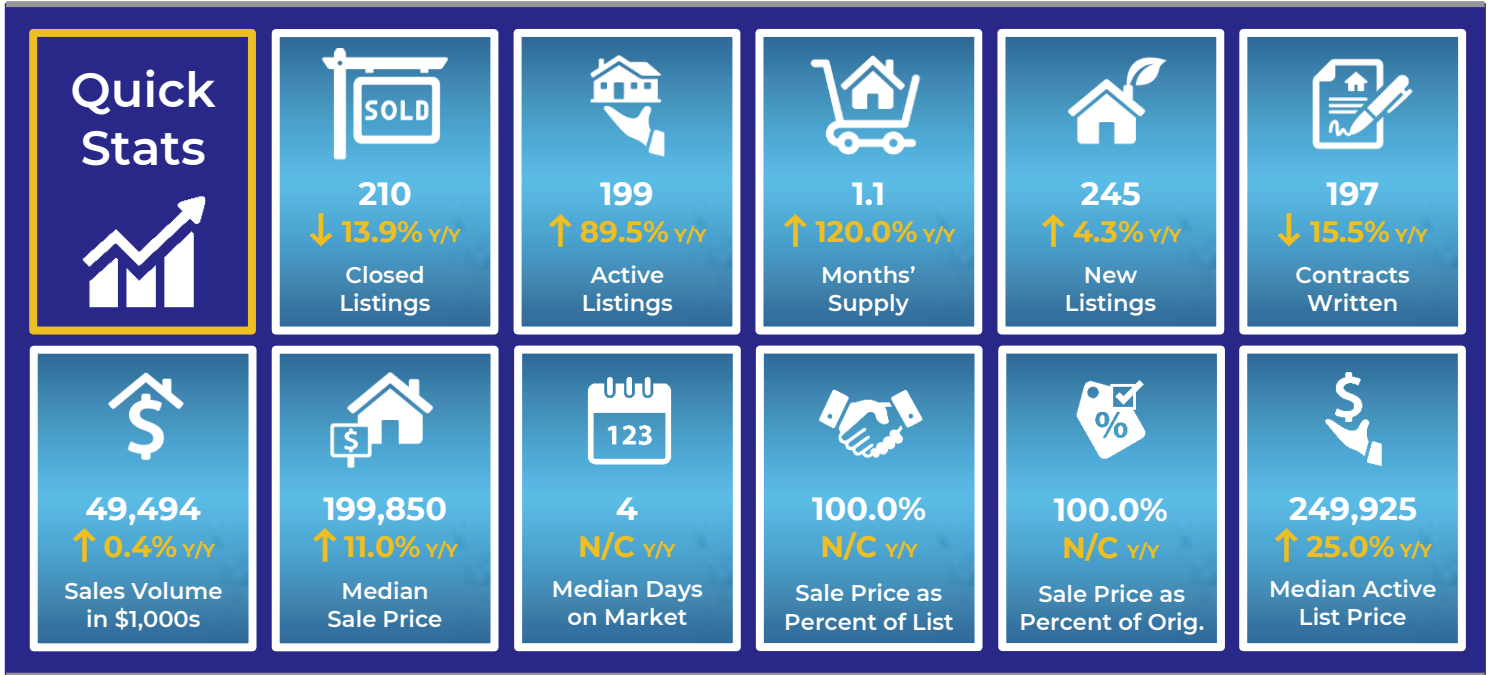 Quick
Stats
SOLD
210
↓ 13.9% Y/Y
Closed
Listings
199
↑ 89.5% Y/Y
Active
Listings
1.1
↑ 120.0% Y/Y
Months’
Supply
245
↑ 4.3% Y/Y
New
Listings
197
↓ 15.5% Y/Y
Contracts
Written
$
49,494
↑ 0.4% Y/Y
Sales Volume
in $1,000s
$
199,850
↑ 11.0% Y/Y
Median
Sale Price
123
4
N/C Y/Y
Median Days
on Market
100.0%
N/C Y/Y
Sale Price as
Percent of List
%
100.0%
N/C Y/Y
Sale Price as
Percent of Orig.
$
249,925
↑ 25.0% Y/Y
Median Active
List Price